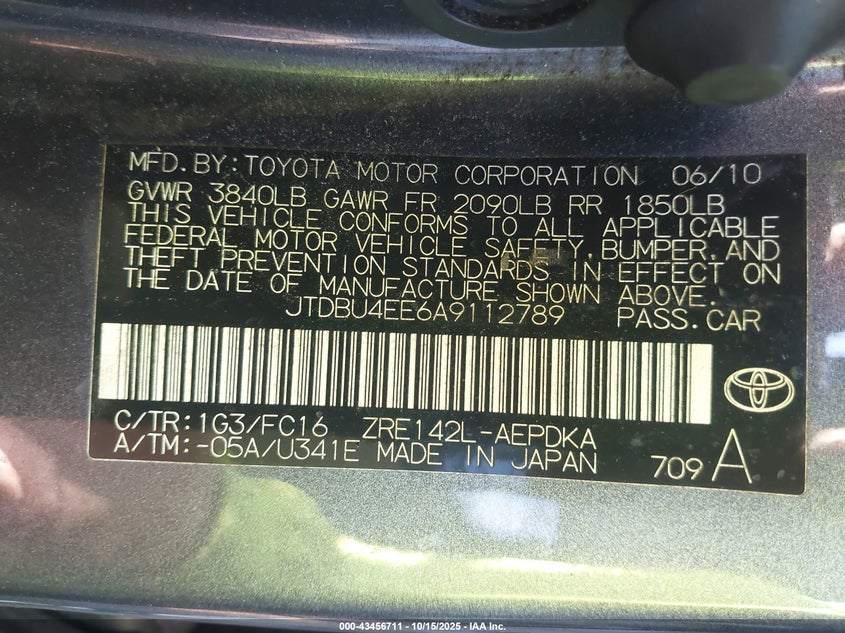 MFD.BY:TOYOTA MOTOR CORPORATION 06/10
GVWR 3840LB GAWR FR 2090LB RR 1850LB
THIS VEHICLE CONFORMS TO ALL APPLICABLE
FEDERAL MOTOR VEHICLE SAFETY,BUMPER,AND
THEFT PREVENTION STANDARDS IN EFFECT ON
THE DATE OF MANUFACTURE SHOWN ABOVE.
JTDBU4EE6A9112789 PASS.CAR
C/TR:1G3/FC16 ZRE142L-AEPDKA
A/TM:-05A/U341E MADE IN JAPAN 709 A
000-43456711 - 10/15/2025 - IAA Inc.